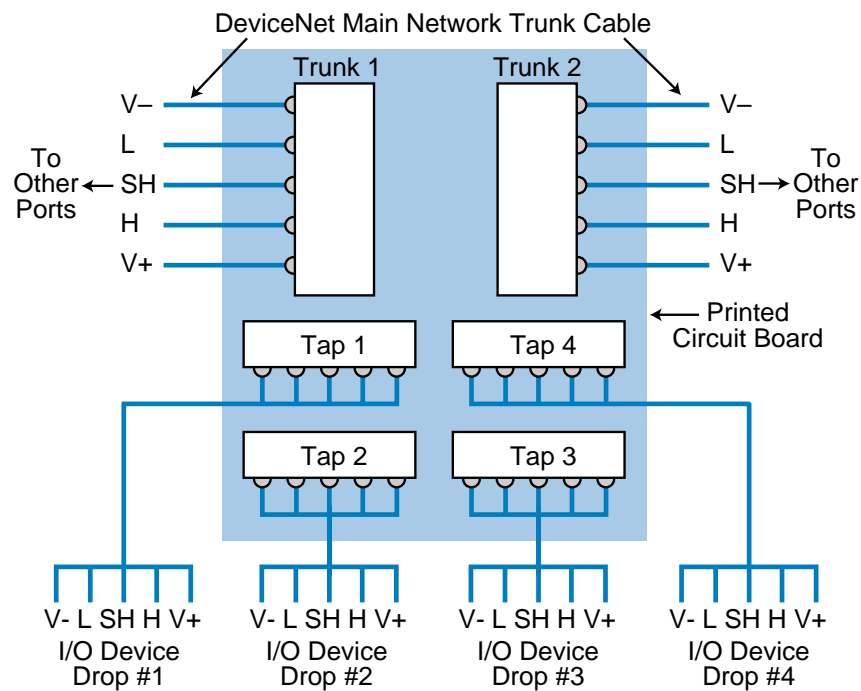 DeviceNet Main Network Trunk Cable
Trunk 1
Trunk 2
V–
L
SH
H
V+
To
Other
Ports
V–
L
SH
H
V+
To
Other
Ports
Printed
Circuit Board
Tap 1
Tap 4
Tap 2
Tap 3
V- L SH H V+
I/O Device
Drop #1
V- L SH H V+
I/O Device
Drop #2
V- L SH H V+
I/O Device
Drop #3
V- L SH H V+
I/O Device
Drop #4